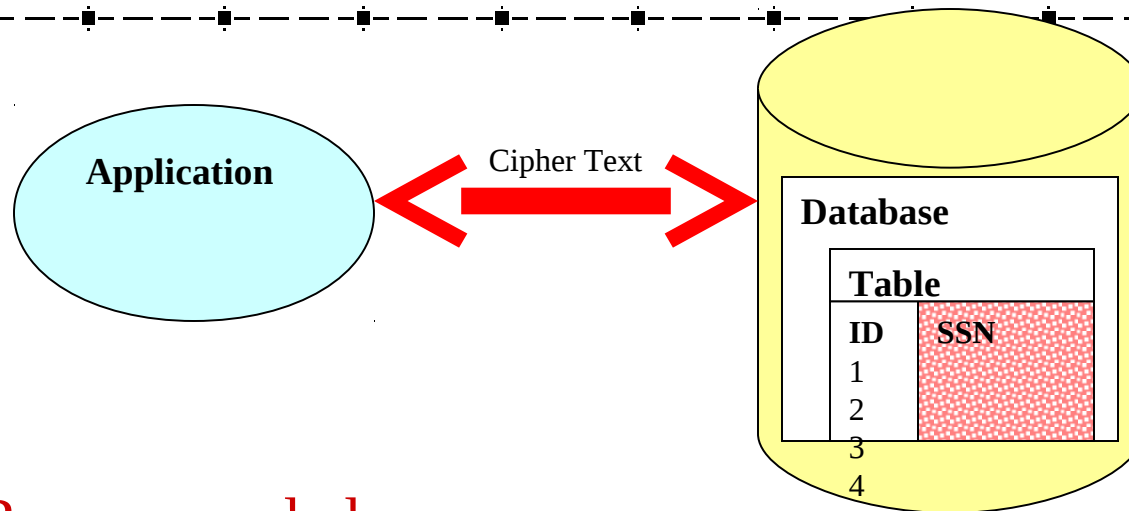 Application
Cipher Text
Database
Table
ID SSN
1
2
3
4